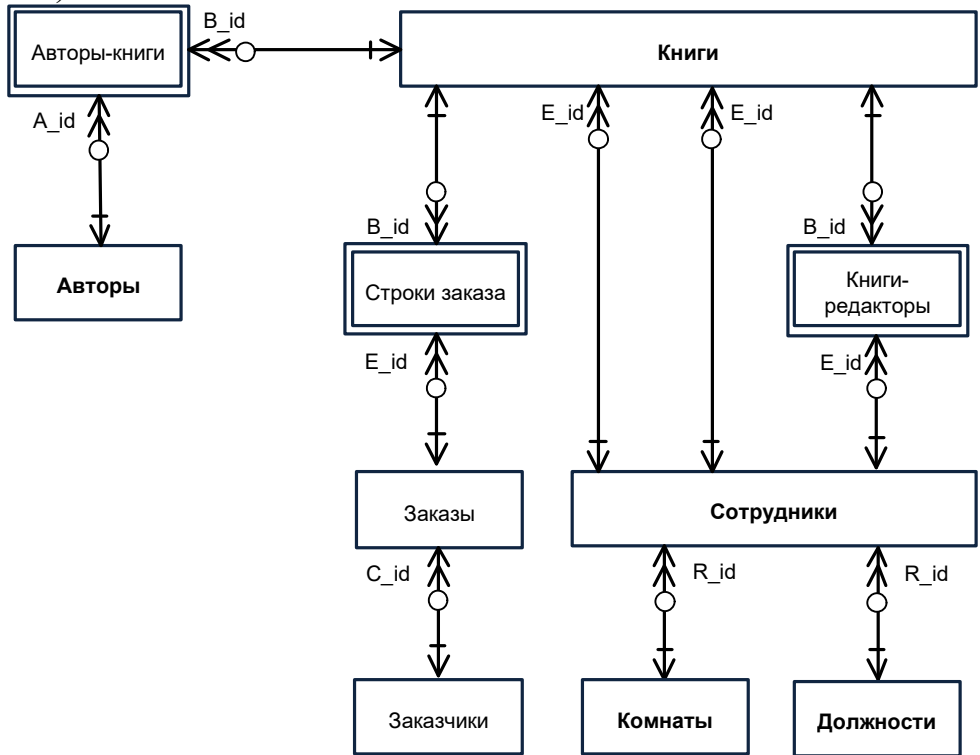 B_id
Авторы-книги
Книги
A_id
E_id
E_id
B_id
B_id
Авторы
Строки заказа
Книги-
редакторы
E_id
E_id
Заказы
Сотрудники
C_id
R_id
R_id
Заказчики
Комнаты
Должности